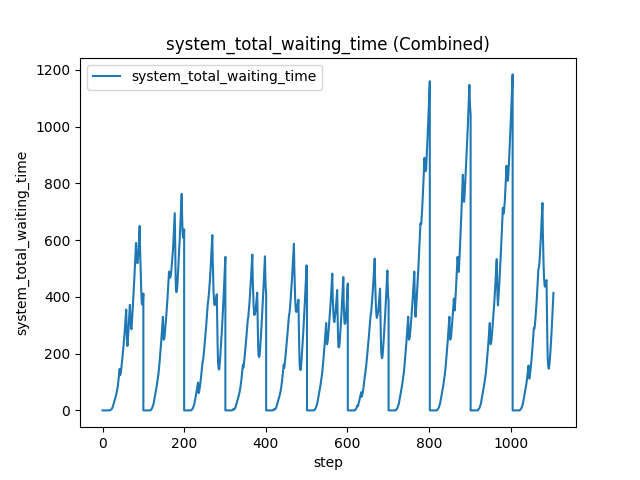 system_total_waiting_time (Combined)
system_total_waiting_time
system_total_waiting_time
1200
1000
800
600
400
200
0
0 200 400 600 800 1000
step